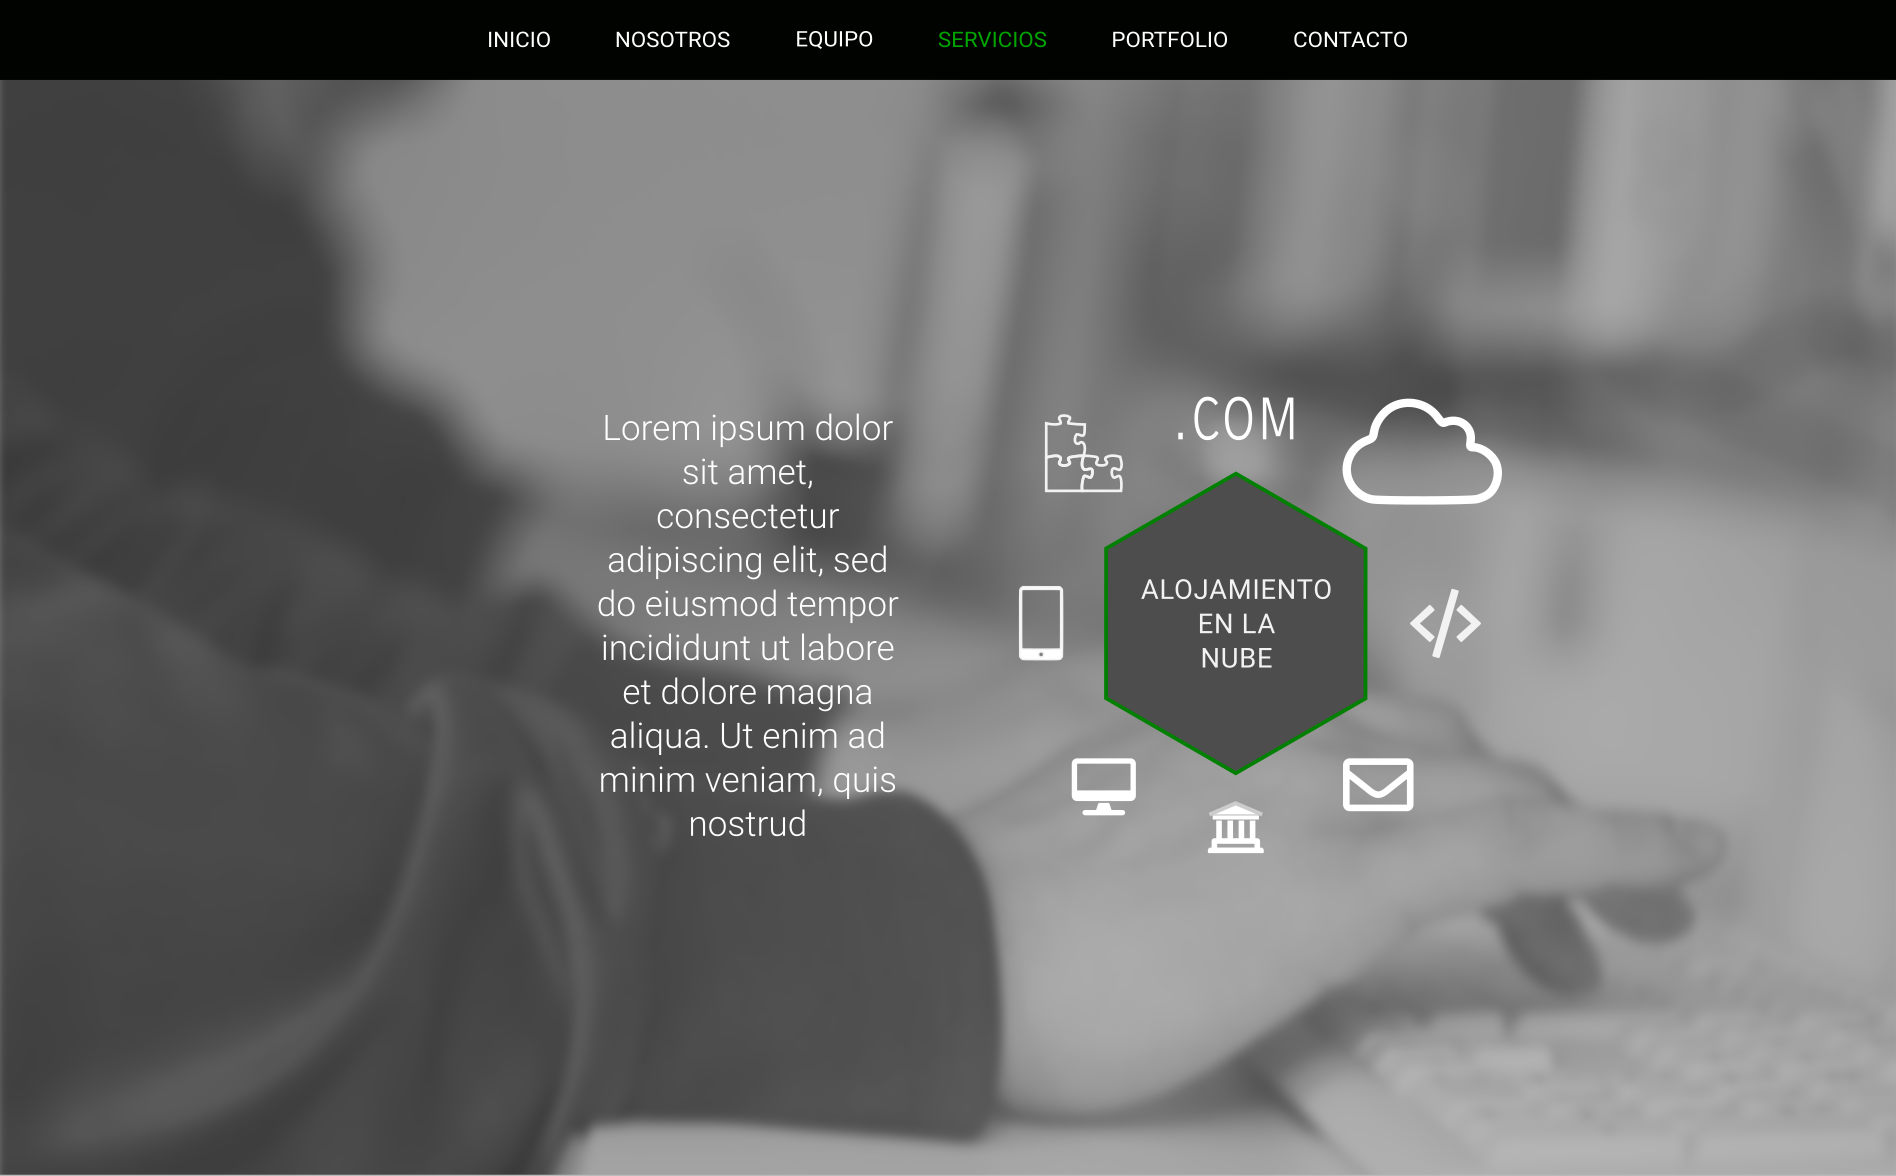 INICIO NOSOTROS EQUIPO SERVICIOS PORTFOLIO CONTACTO
Lorem ipsum dolor
sit amet,
consectetur
adipiscing elit, sed
do eiusmod tempor
incididunt ut labore
et dolore magna
aliqua. Ut enim ad
minim veniam, quis
nostrud
.COM
ALOJAMIENTO
EN LA
NUBE